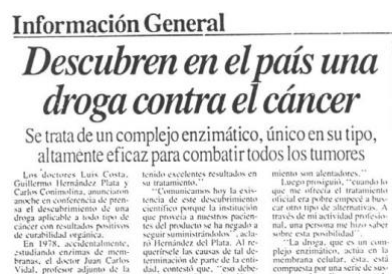 Información General
Descubren en el país una
droga contra el cáncer
Se trata de un complejo enzimático, único en su tipo,
altamente eficaz para combatir todos los tumores
Los doctores Luis Costa,
Guillermo Hernández Plata y
Carlos Conimolina, anunciaron
anoche en conferencia de pren-
sa el descubrimiento de una
droga aplicable a todo tipo de
cáncer con resultados positivos
de curabilidad orgánica.
En 1978, accidentalmente,
estudiando enzimas de mem-
branas, el doctor Juan Carlos
Vidal, profesor adjunto de la
tenido excelentes resultados en
su tratamiento."
"Comunicamos hoy la exis-
tencia de este descubrimiento
científico porque la institución
que proveía a nuestros pacien-
tes del producto se ha negado a
seguir suministrándolos", acla-
ró Hernández del Plata. Al re-
querírsele las causas de tal de-
terminación de parte de la enti-
dad, contestó que, "eso debe
miento son alentadores."
Luego prosiguió, "cuando lo
que me ofrecía el tratamiento
oficial era pobre empecé a bus-
car otro tipo de alternativas. A
través de mi actividad profesio-
nal, una persona me hizo saber
sobre esta posibilidad".
"La droga, que es un com-
plejo enzimático, actúa en la
membrana celular, ésta, está
compuesta por una serie de